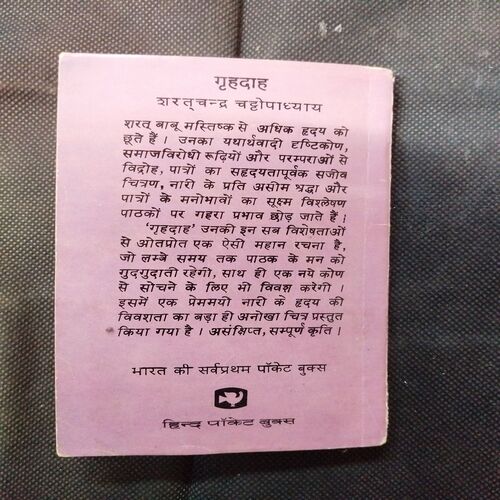 गृहदाह
शरत्चन्द्र चट्टोपाध्याय
शरत् बाबू मस्तिष्क से अधिक हृदय को
छूते हैं। उनका यथार्थवादी दृष्टिकोण,
समाजविरोधी रूढ़ियों और परम्पराओं से
विद्रोह, पात्रों का सहृदयतापूर्वक सजीव
चित्रण, नारी के प्रति असीम श्रद्धा और
पात्रों के मनोभावों का सूक्ष्म विश्लेषण
पाठकों पर गहरा प्रभाव छोड़ जाते हैं।
'गृहदाह' उनकी इन सब विशेषताओं
से ओतप्रोत एक ऐसी महान रचना है,
जो लम्बे समय तक पाठक के मन को
गुदगुदाती रहेगी, साथ ही एक नये कोण
से सोचने के लिए भी विवश करेगी।
इसमें एक प्रेममयी नारी के हृदय की
विवशता का बड़ा ही अनोखा चित्र प्रस्तुत
किया गया है। असंक्षिप्त, सम्पूर्ण कृति।
भारत की सर्वप्रथम पॉकेट बुक्स
हिन्द पॉकेट बुक्स